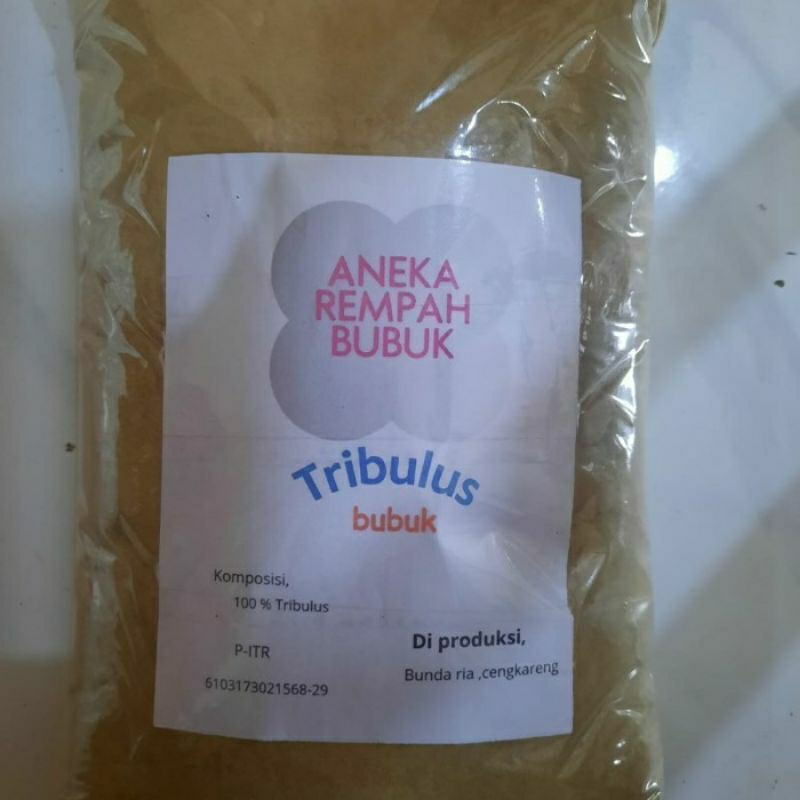 ANEKA
REMPAH
BUBUK
Tribulus
bubuk
Komposisi,
100 % Tribulus
P-ITR
6103173021568-29
Di produksi,
Bunda ria ,cengkareng